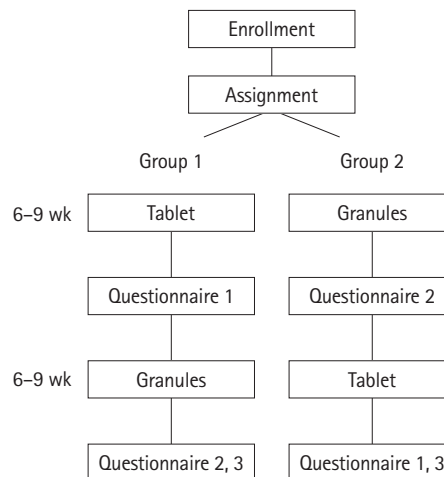 Enrollment
Assignment
Group 1 Group 2
6–9 wk Tablet Granules
Questionnaire 1 Questionnaire 2
6–9 wk Granules Tablet
Questionnaire 2, 3 Questionnaire 1, 3